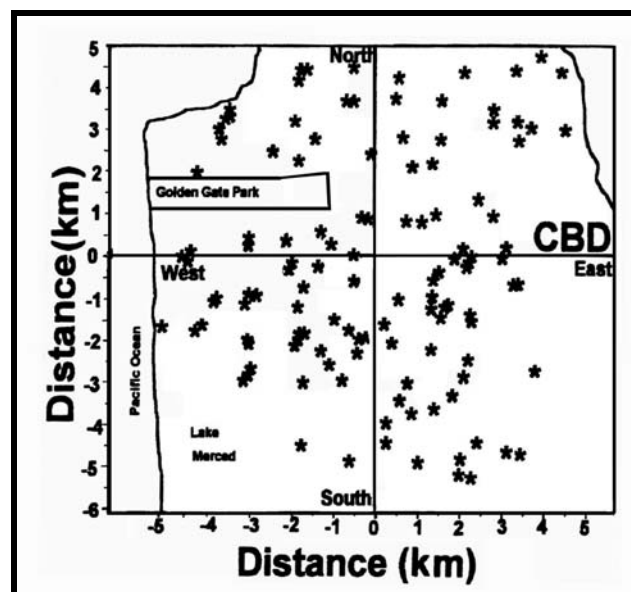 Distance(km)
5
4
3
2
1
0
-1
-2
-3
-4
-5
-6
North
Golden Gate Park
CBD
West
East
Pacific Ocean
Lake
Merced
South
-5 -4 -3 -2 -1 0 1 2 3 4 5
Distance (km)